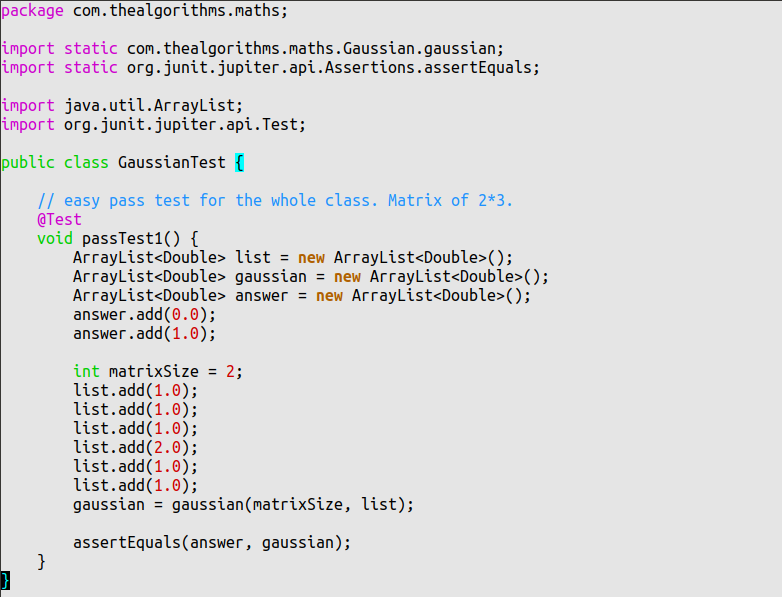 package com.thealgorithms.maths;

import static com.thealgorithms.maths.Gaussian.gaussian;
import static org.junit.jupiter.api.Assertions.assertEquals;

import java.util.ArrayList;
import org.junit.jupiter.api.Test;

public class GaussianTest {

    // easy pass test for the whole class. Matrix of 2*3.
    @Test
    void passTest1() {
        ArrayList<Double> list = new ArrayList<Double>();
        ArrayList<Double> gaussian = new ArrayList<Double>();
        ArrayList<Double> answer = new ArrayList<Double>();
        answer.add(0.0);
        answer.add(1.0);

        int matrixSize = 2;
        list.add(1.0);
        list.add(1.0);
        list.add(1.0);
        list.add(2.0);
        list.add(1.0);
        list.add(1.0);
        gaussian = gaussian(matrixSize, list);

        assertEquals(answer, gaussian);
    }
}